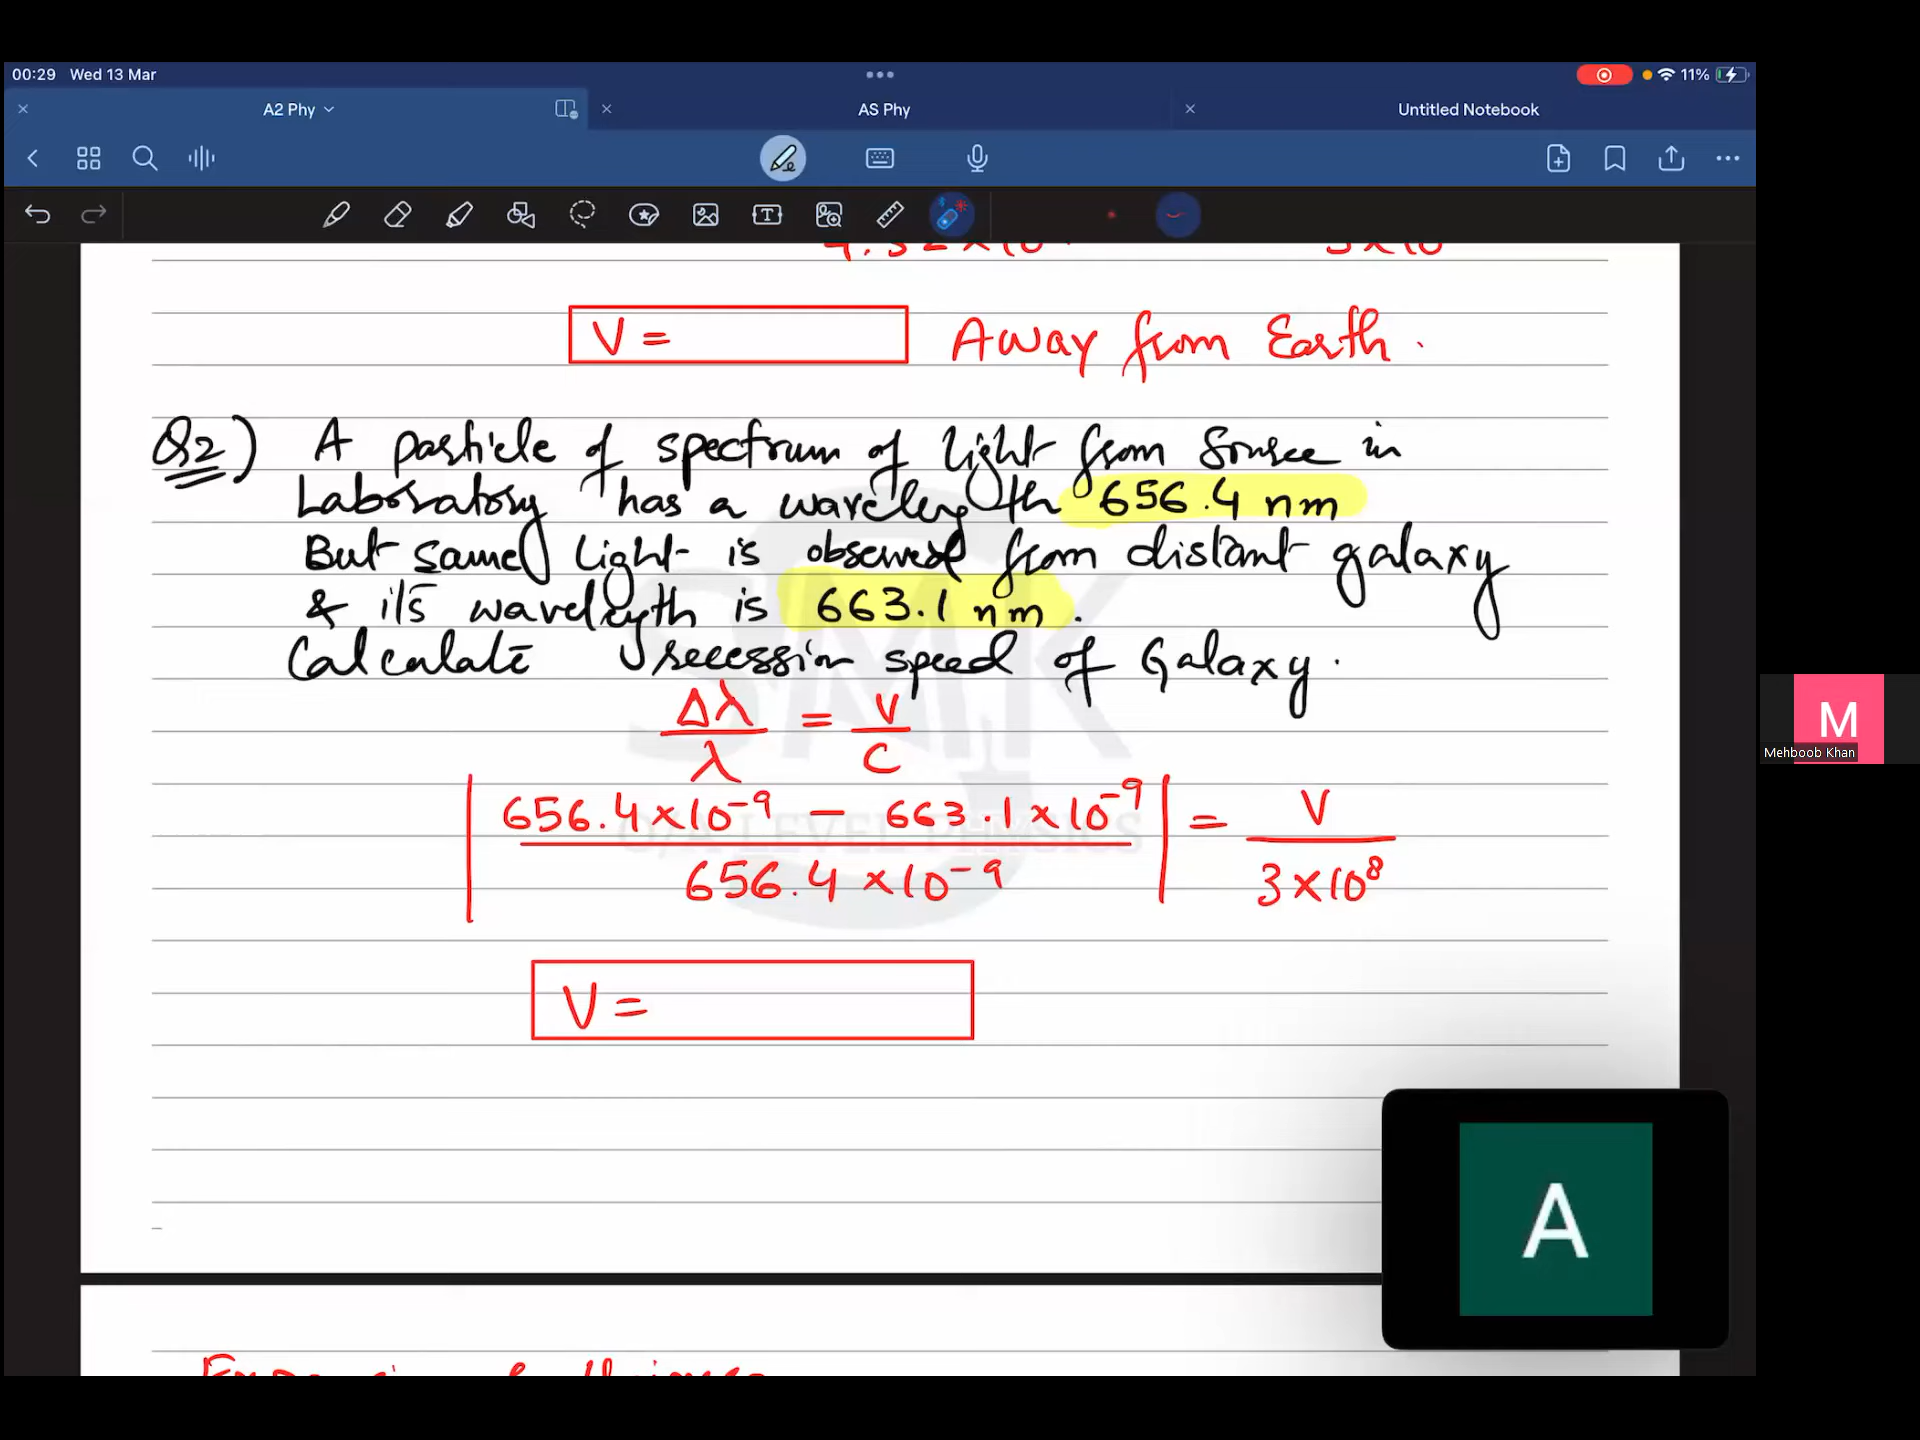 00:29 Wed 13 Mar
11%
A2 Phy
AS Phy
Untitled Notebook
V =
Away from Earth.
Q2) A particle of spectrum of light from source in
Laboratory has a wavelength 656.4 nm
But same light is observed from distant galaxy
& it's wavelength is 663.1 nm.
Calculate recession speed of Galaxy.
Δλ/λ = V/C
|656.4×10⁻⁹ − 663.1×10⁻⁹ / 656.4×10⁻⁹| = V / 3×10⁸
V =
SMK
O/A LEVEL PHYSICS
M
Mehboob Khan
A